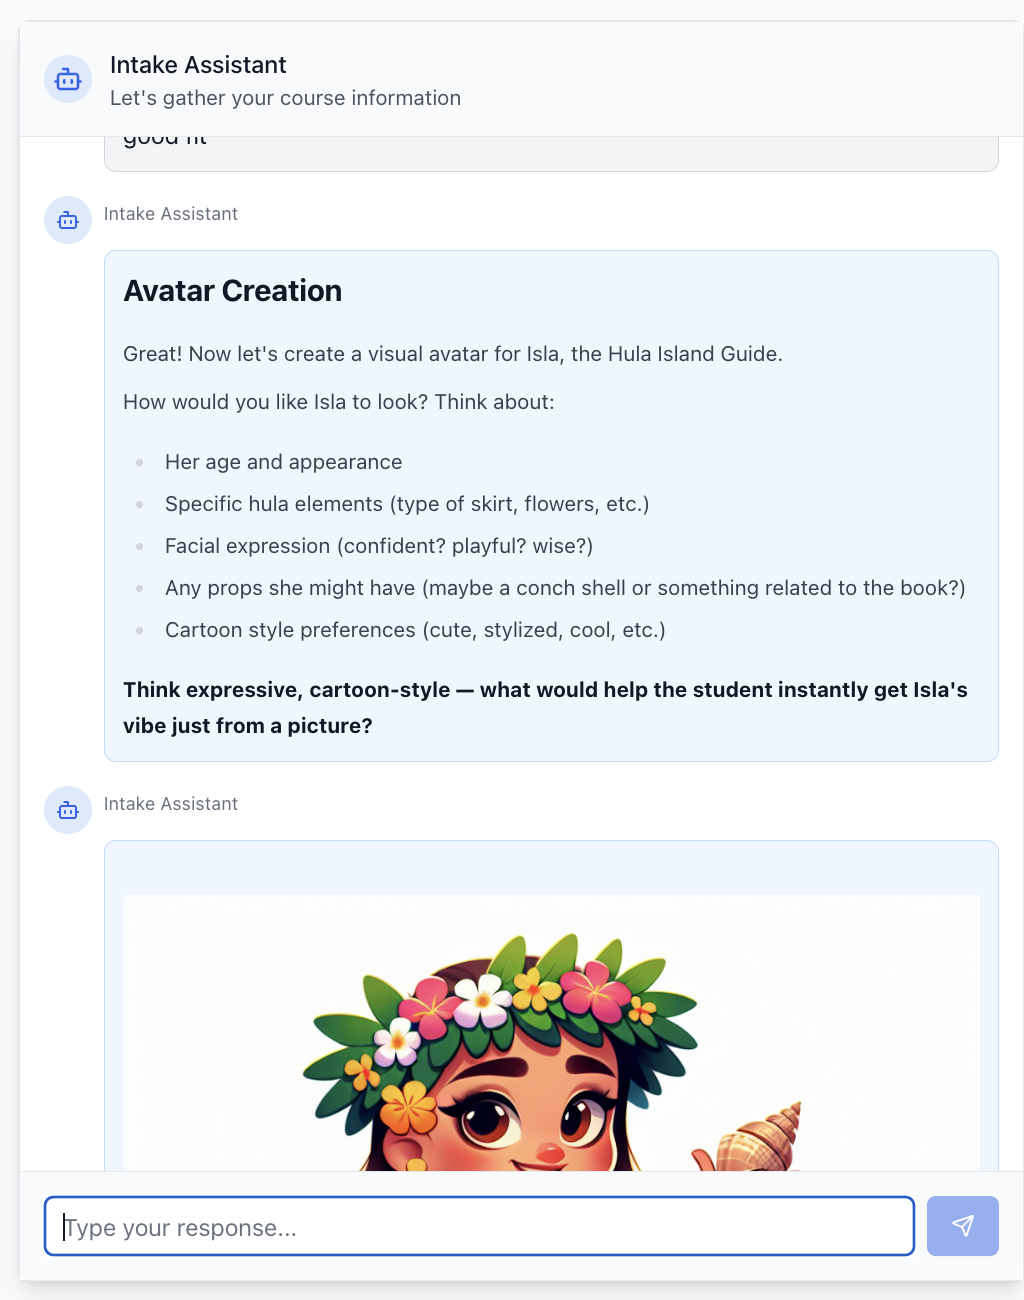 Intake Assistant
Let's gather your course information
good fit
Intake Assistant
Avatar Creation
Great! Now let's create a visual avatar for Isla, the Hula Island Guide.
How would you like Isla to look? Think about:
Her age and appearance
Specific hula elements (type of skirt, flowers, etc.)
Facial expression (confident? playful? wise?)
Any props she might have (maybe a conch shell or something related to the book?)
Cartoon style preferences (cute, stylized, cool, etc.)
Think expressive, cartoon-style — what would help the student instantly get Isla's
vibe just from a picture?
Intake Assistant
Type your response...